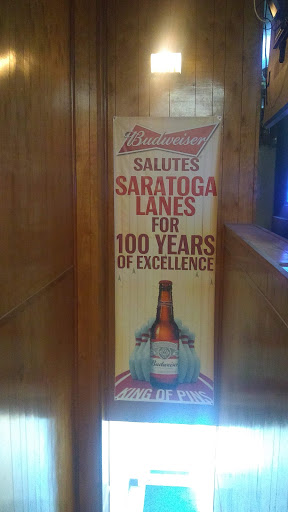 Budweiser
SALUTES
SARATOGA
LANES
FOR
100 YEARS
OF EXCELLENCE
Budweiser
KING OF PINS